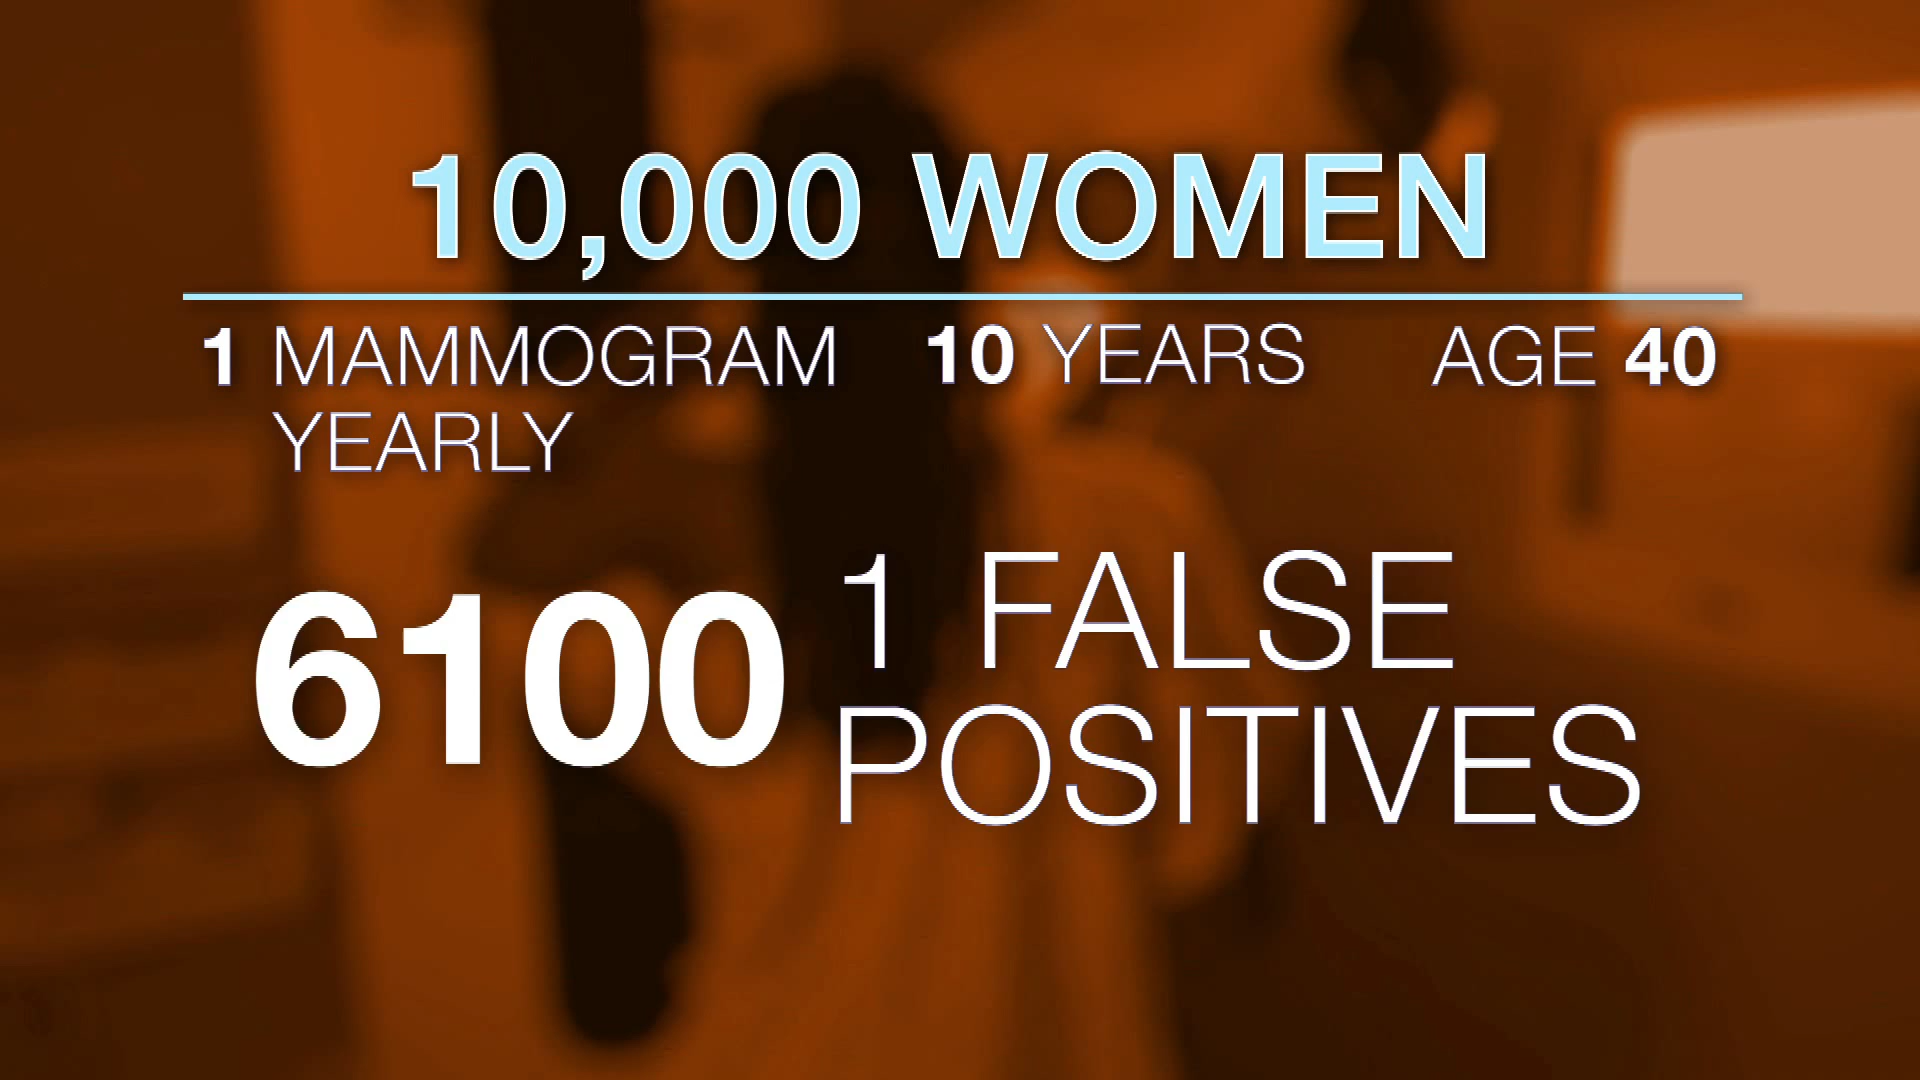 10,000 WOMEN
1 MAMMOGRAM 10 YEARS AGE 40
YEARLY
6100 1 FALSE
POSITIVES